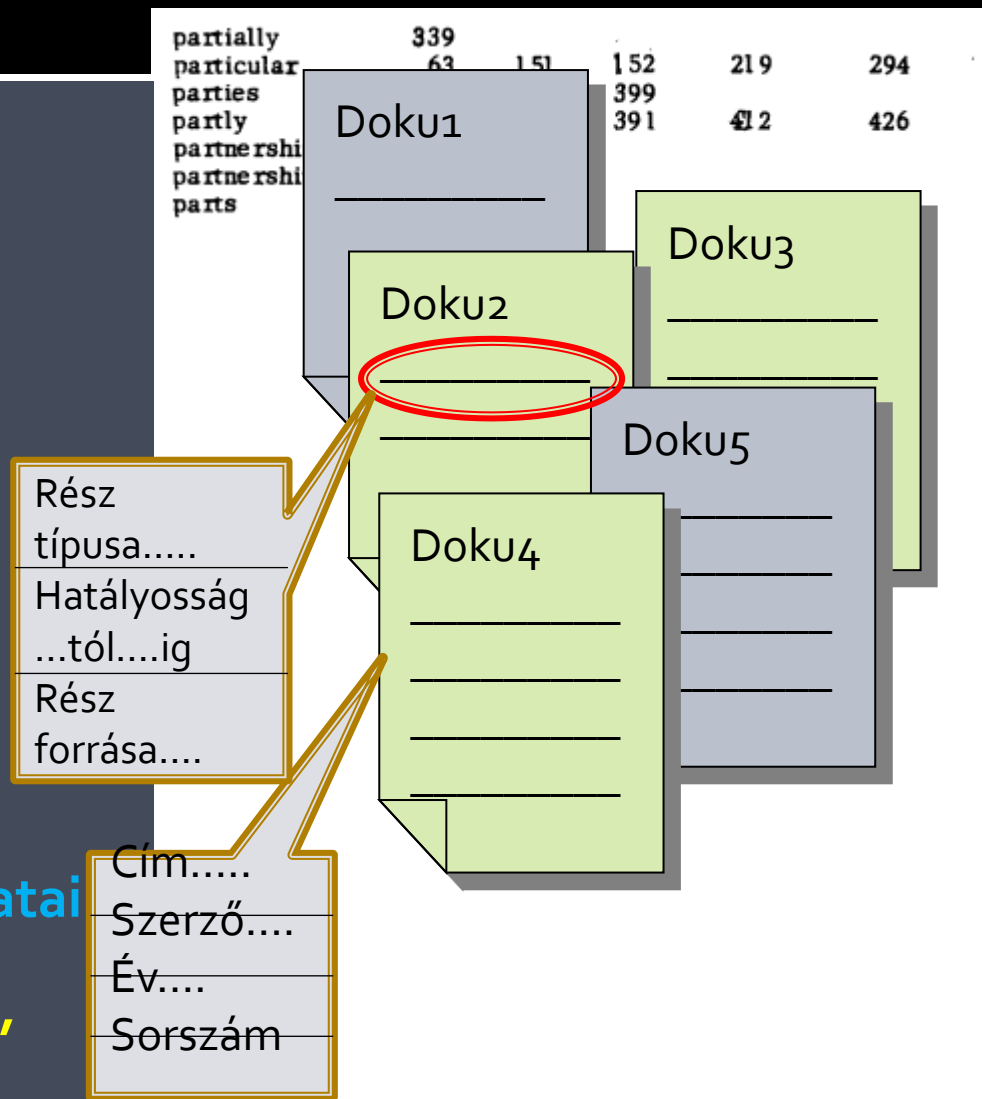 partially 339
particular 63 151 152 219 294
parties 399
partly 391 412 426
partnershi
partnershi
parts
Doku1
Doku3
Doku2
Doku5
Rész
típusa.....
Hatályosság
...tól....ig
Rész
forrása....
Doku4
Cím.....
Szerző....
Év....
Sorszám
atai
,